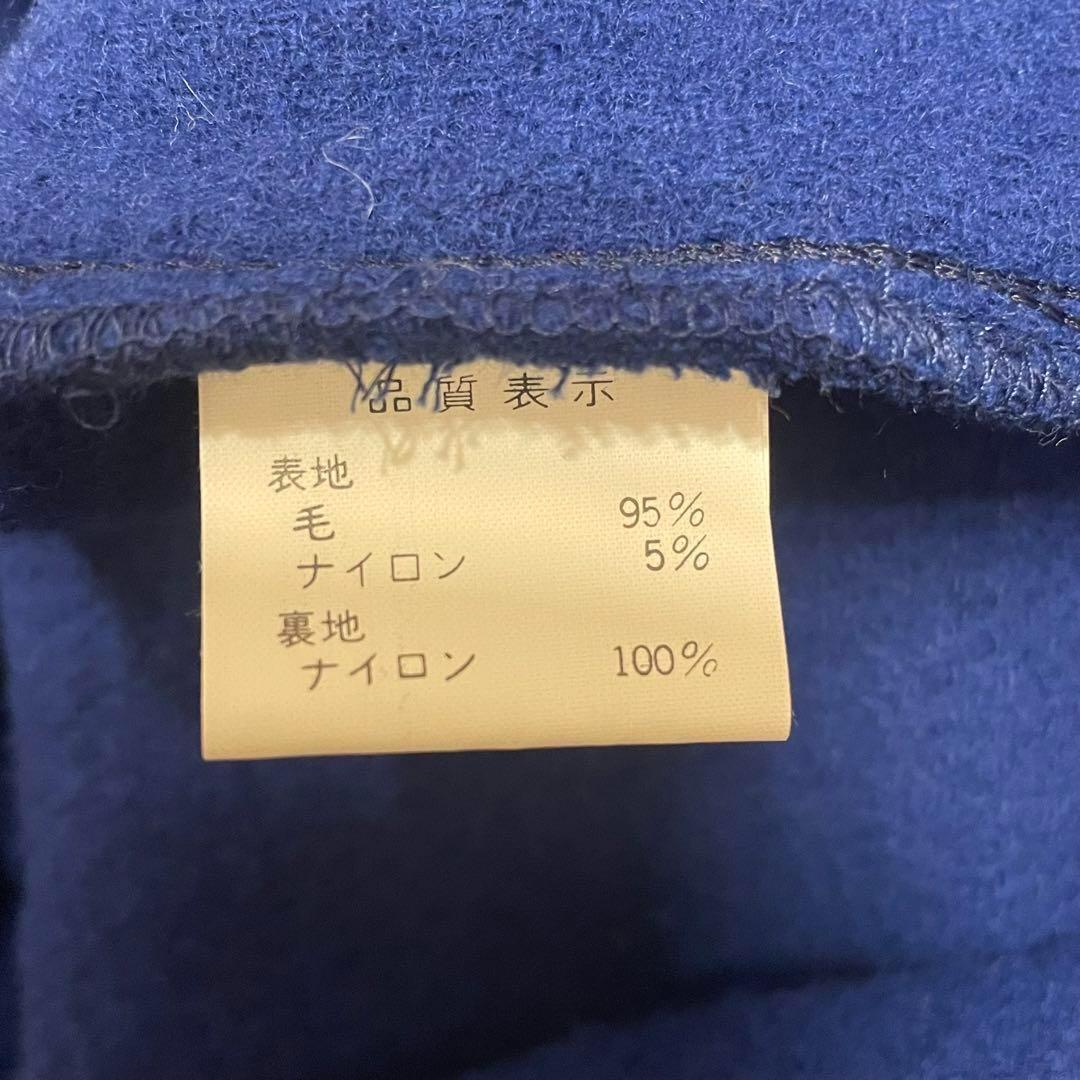 品質表示
表地
毛 95%
ナイロン 5%
裏地
ナイロン 100%